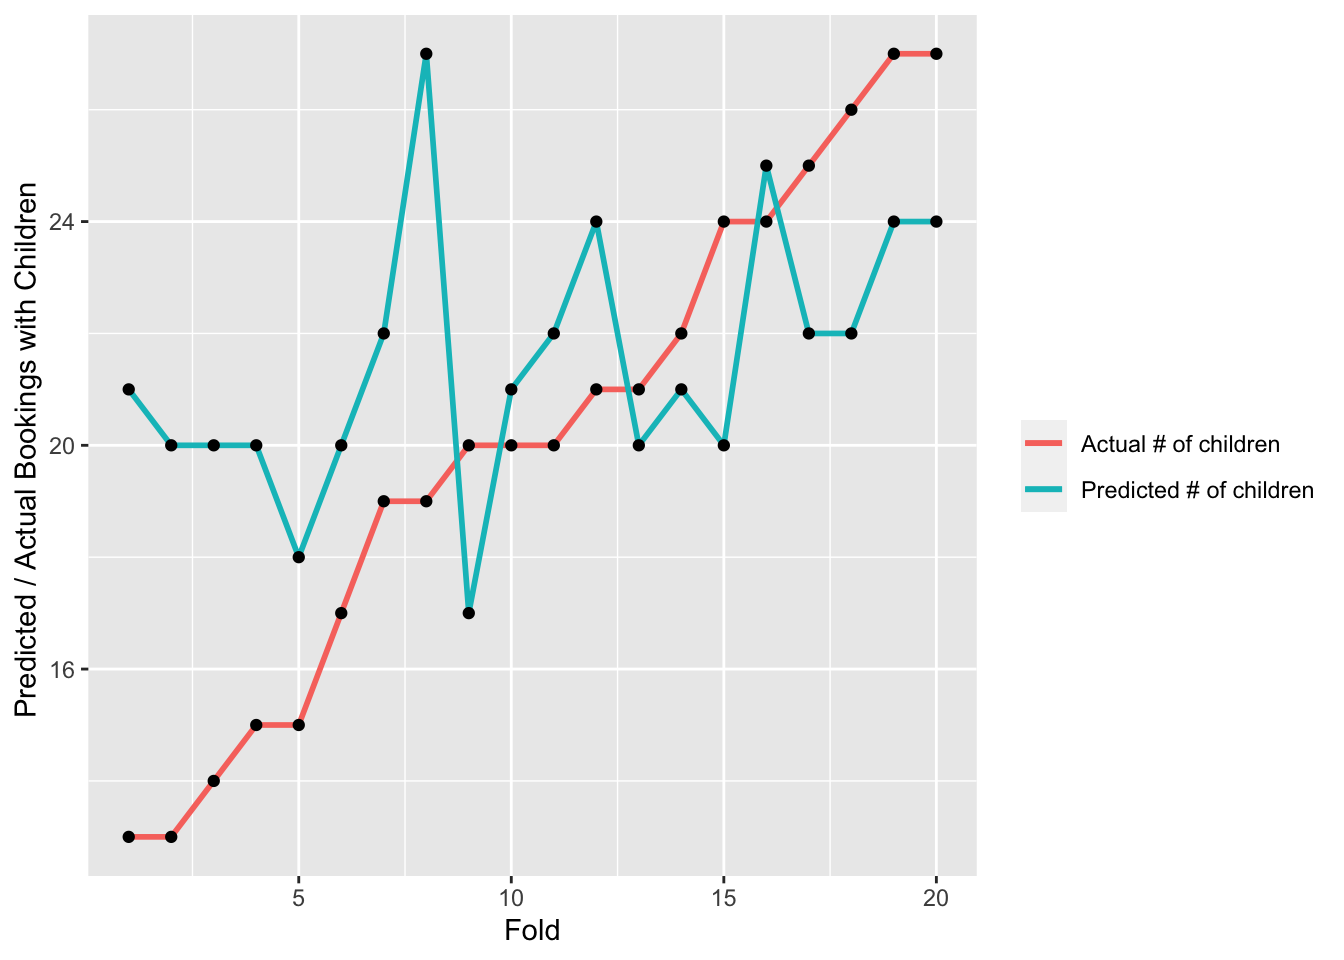 Predicted / Actual Bookings with Children
24
20
16
5 10 15 20
Fold
Actual # of children
Predicted # of children